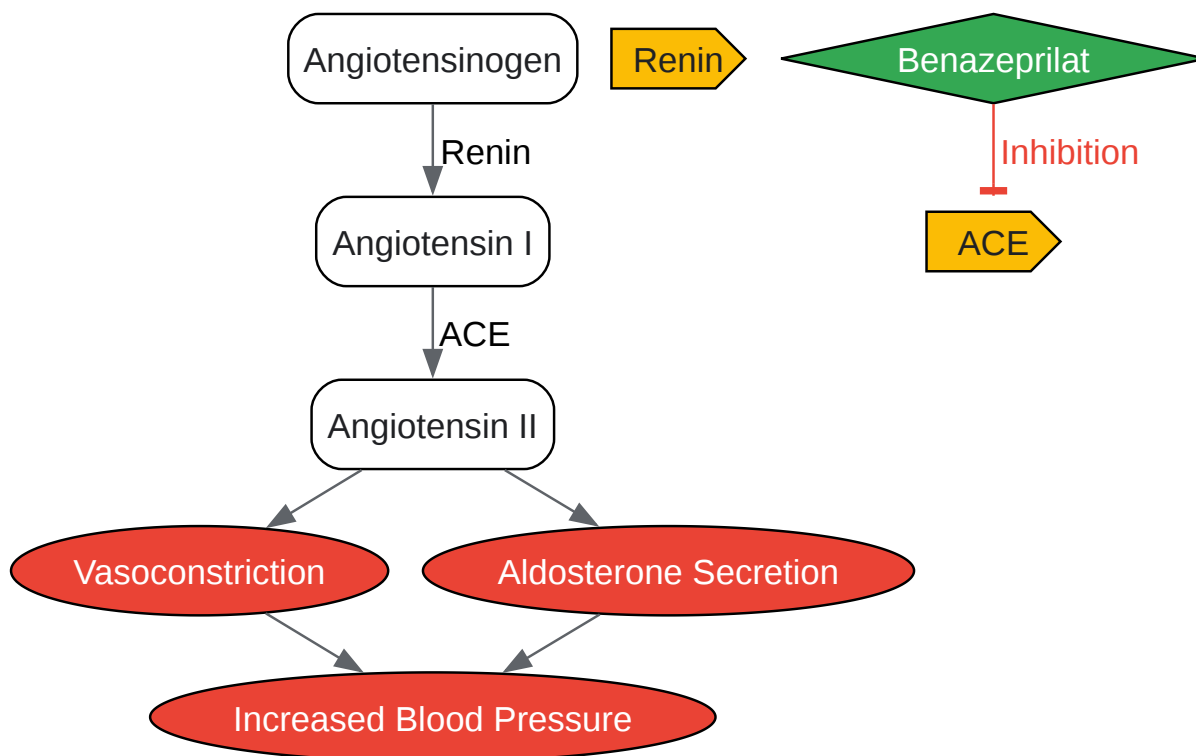 Angiotensinogen
Renin
Benazeprilat
Renin
Inhibition
Angiotensin I
ACE
ACE
Angiotensin II
Vasoconstriction
Aldosterone Secretion
Increased Blood Pressure